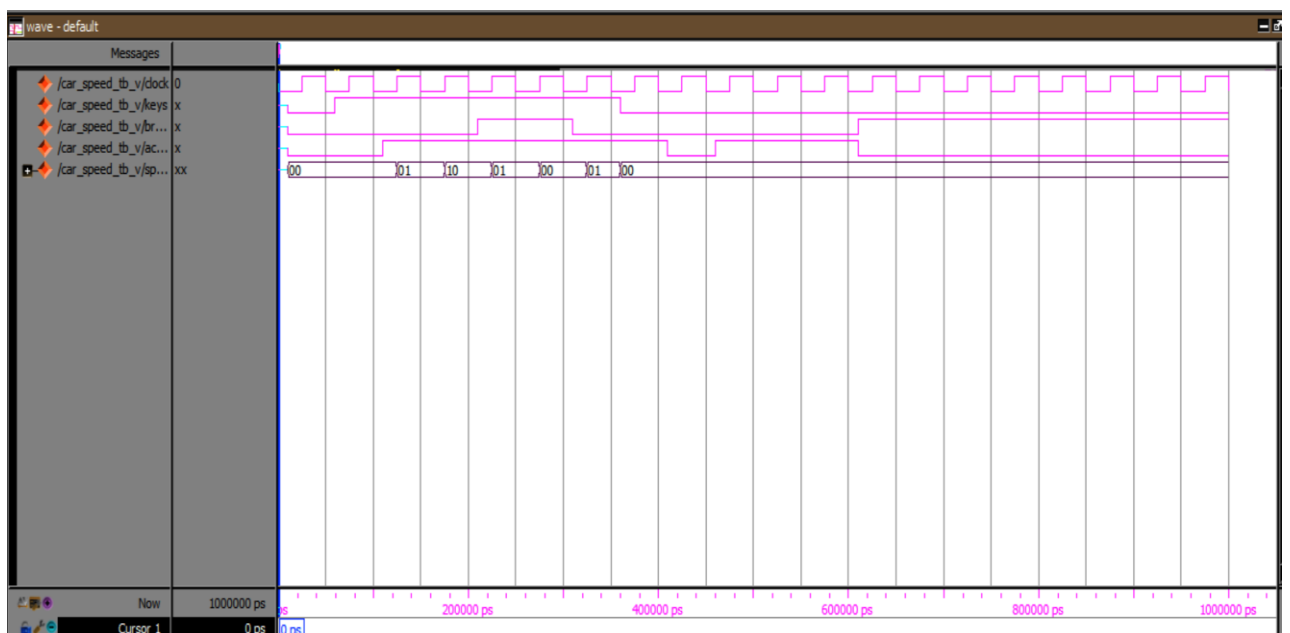 wave - default
Messages
/car_speed_tb_v/clock 0
/car_speed_tb_v/keys x
/car_speed_tb_v/br... x
/car_speed_tb_v/ac... x
/car_speed_tb_v/sp... xx 00 01 10 01 00 01 00
Now 1000000 ps ps 200000 ps 400000 ps 600000 ps 800000 ps 1000000 ps
Cursor 1 0 ps 0 ps